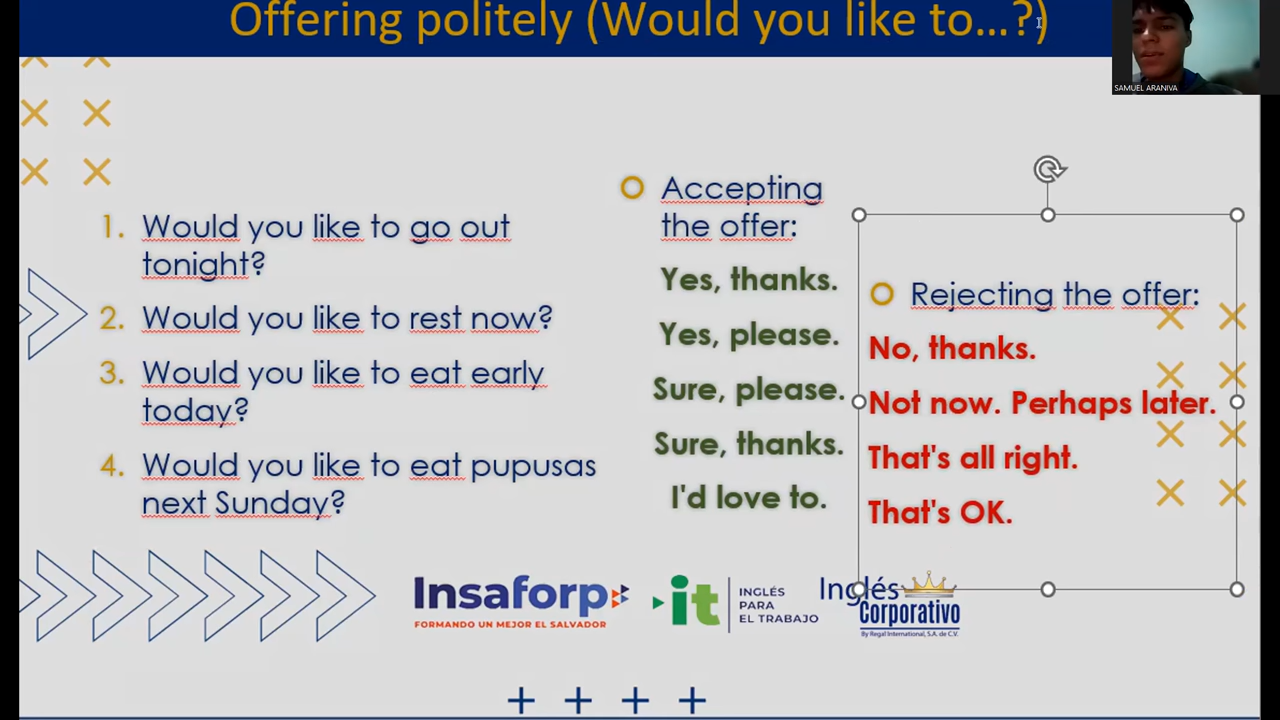 Offering politely (Would you like to...?)
SAMUEL ARANIVA
1. Would you like to go out
tonight?
2. Would you like to rest now?
3. Would you like to eat early
today?
4. Would you like to eat pupusas
next Sunday?
Accepting
the offer:
Yes, thanks.
Yes, please.
Sure, please.
Sure, thanks.
I'd love to.
Rejecting the offer:
No, thanks.
Not now. Perhaps later.
That's all right.
That's OK.
Insaforp
FORMANDO UN MEJOR EL SALVADOR
it
INGLÉS
PARA
EL TRABAJO
Inglés
Corporativo
By Regal International, S.A. de C.V.